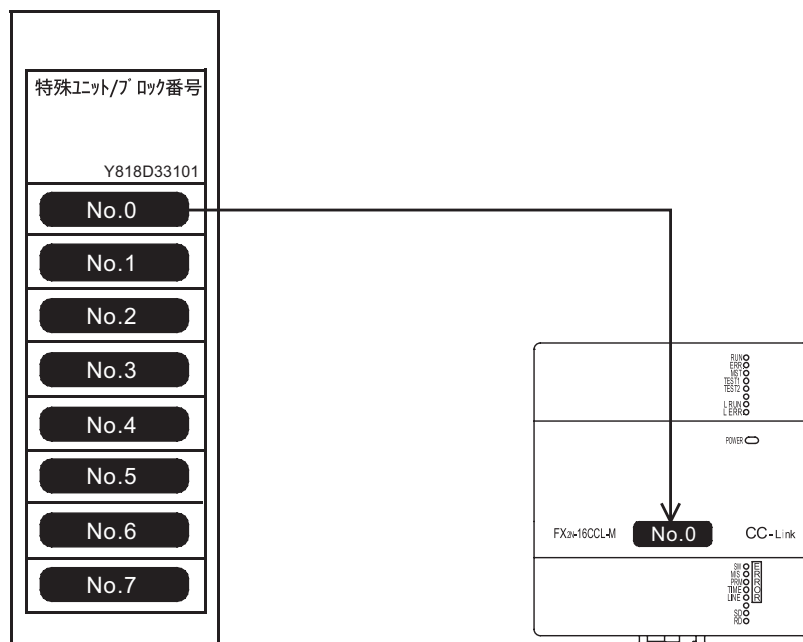 特殊ユニット/ブロック番号
Y818D33101
No.0
No.1
No.2
No.3
No.4
No.5
No.6
No.7
RUN
ERR
MST
TEST1
TEST2
L RUN
L ERR
POWER
FX2N-16CCL-M
No.0
CC-Link
SW
M/S
PRM
TIME
LINE
ERROR
SD
RD